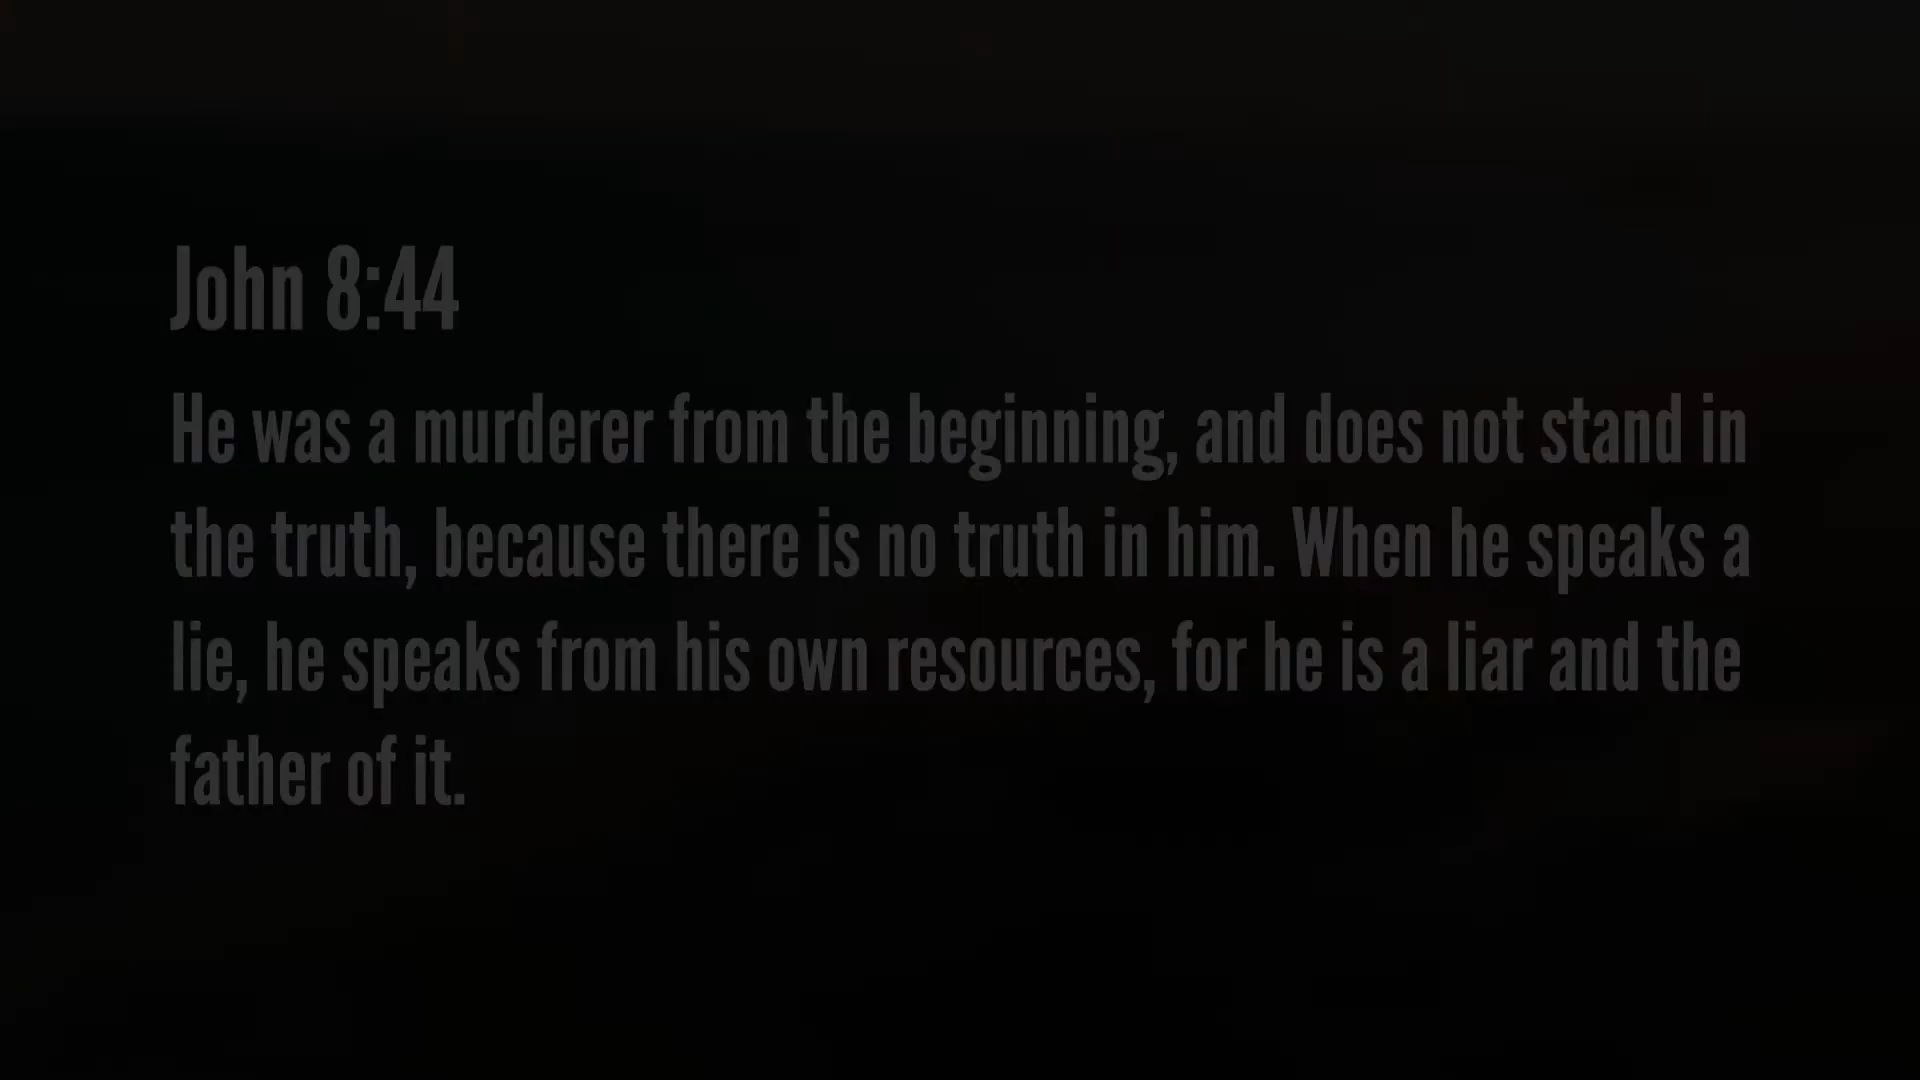 John 8:44
He was a murderer from the beginning, and does not stand in
the truth, because there is no truth in him. When he speaks a
lie, he speaks from his own resources, for he is a liar and the
father of it.